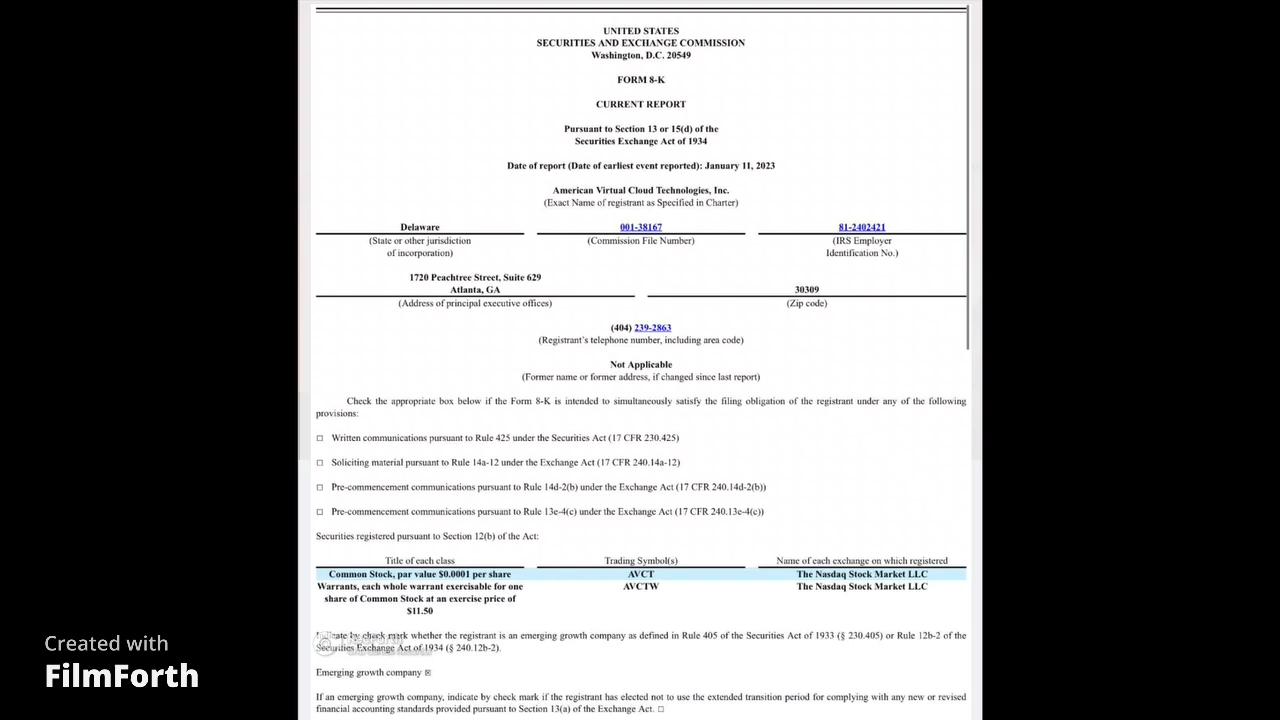 UNITED STATES
SECURITIES AND EXCHANGE COMMISSION
Washington, D.C. 20549
FORM 8-K
CURRENT REPORT
Pursuant to Section 13 or 15(d) of the
Securities Exchange Act of 1934
Date of report (Date of earliest event reported): January 11, 2023
American Virtual Cloud Technologies, Inc.
(Exact Name of registrant as Specified in Charter)
Delaware 001-38167 81-2402421
(State or other jurisdiction (Commission File Number) (IRS Employer
of incorporation) Identification No.)
1720 Peachtree Street, Suite 629
Atlanta, GA 30309
(Address of principal executive offices) (Zip code)
(404) 239-2863
(Registrant's telephone number, including area code)
Not Applicable
(Former name or former address, if changed since last report)
Check the appropriate box below if the Form 8-K is intended to simultaneously satisfy the filing obligation of the registrant under any of the following
provisions:
☐ Written communications pursuant to Rule 425 under the Securities Act (17 CFR 230.425)
☐ Soliciting material pursuant to Rule 14a-12 under the Exchange Act (17 CFR 240.14a-12)
☐ Pre-commencement communications pursuant to Rule 14d-2(b) under the Exchange Act (17 CFR 240.14d-2(b))
☐ Pre-commencement communications pursuant to Rule 13e-4(c) under the Exchange Act (17 CFR 240.13e-4(c))
Securities registered pursuant to Section 12(b) of the Act:
Title of each class Trading Symbol(s) Name of each exchange on which registered
Common Stock, par value $0.0001 per share AVCT The Nasdaq Stock Market LLC
Warrants, each whole warrant exercisable for one AVCTW The Nasdaq Stock Market LLC
share of Common Stock at an exercise price of
$11.50
Indicate by check mark whether the registrant is an emerging growth company as defined in Rule 405 of the Securities Act of 1933 (§ 230.405) or Rule 12b-2 of the
Securities Exchange Act of 1934 (§ 240.12b-2).
Emerging growth company ☒
If an emerging growth company, indicate by check mark if the registrant has elected not to use the extended transition period for complying with any new or revised
financial accounting standards provided pursuant to Section 13(a) of the Exchange Act. ☐
Created with
FilmForth